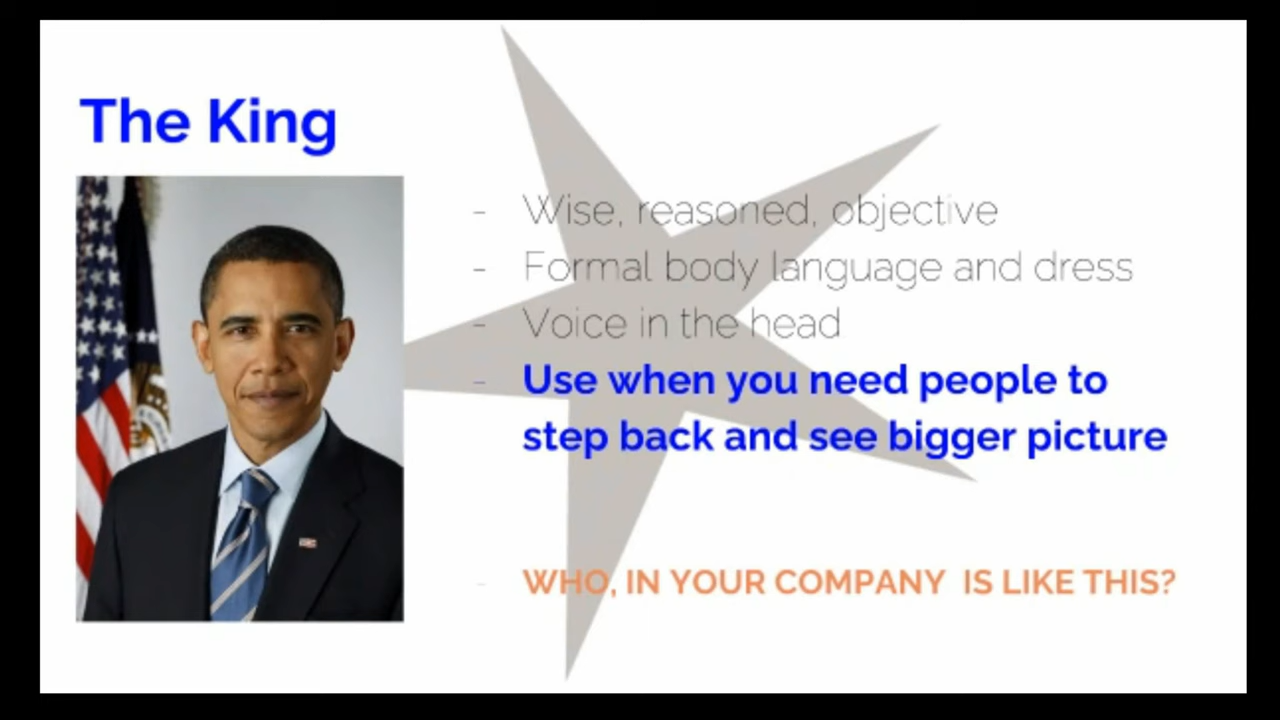 The King
- Wise, reasoned, objective
- Formal body language and dress
- Voice in the head
- Use when you need people to
step back and see bigger picture
- WHO, IN YOUR COMPANY IS LIKE THIS?